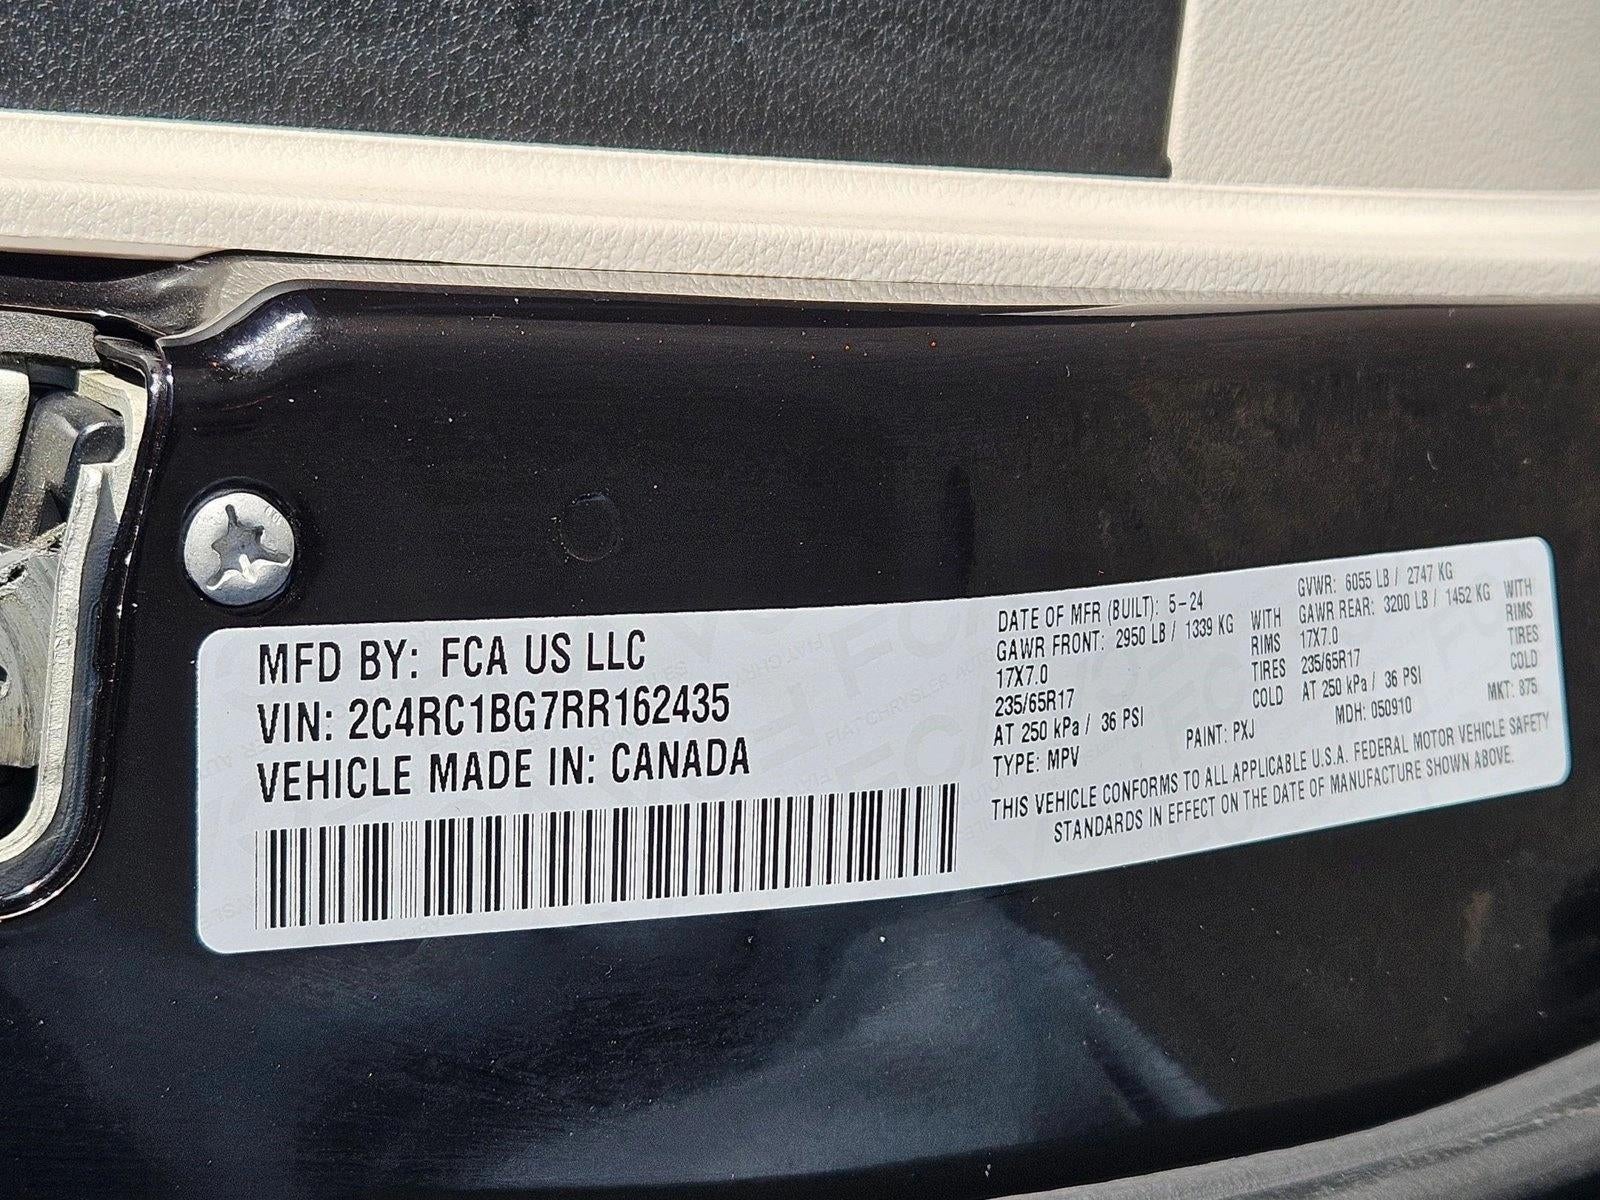 MFD BY: FCA US LLC
VIN: 2C4RC1BG7RR162435
VEHICLE MADE IN: CANADA
DATE OF MFR (BUILT): 5-24
GAWR FRONT: 2950 LB / 1339 KG WITH
17X7.0 RIMS
235/65R17 TIRES
AT 250 kPa / 36 PSI COLD
TYPE: MPV
PAINT: PXJ
GVWR: 6055 LB / 2747 KG
GAWR REAR: 3200 LB / 1452 KG WITH
17X7.0 RIMS
235/65R17 TIRES
AT 250 kPa / 36 PSI COLD
MDH: 050910 MKT: 875
THIS VEHICLE CONFORMS TO ALL APPLICABLE U.S.A. FEDERAL MOTOR VEHICLE SAFETY
STANDARDS IN EFFECT ON THE DATE OF MANUFACTURE SHOWN ABOVE.